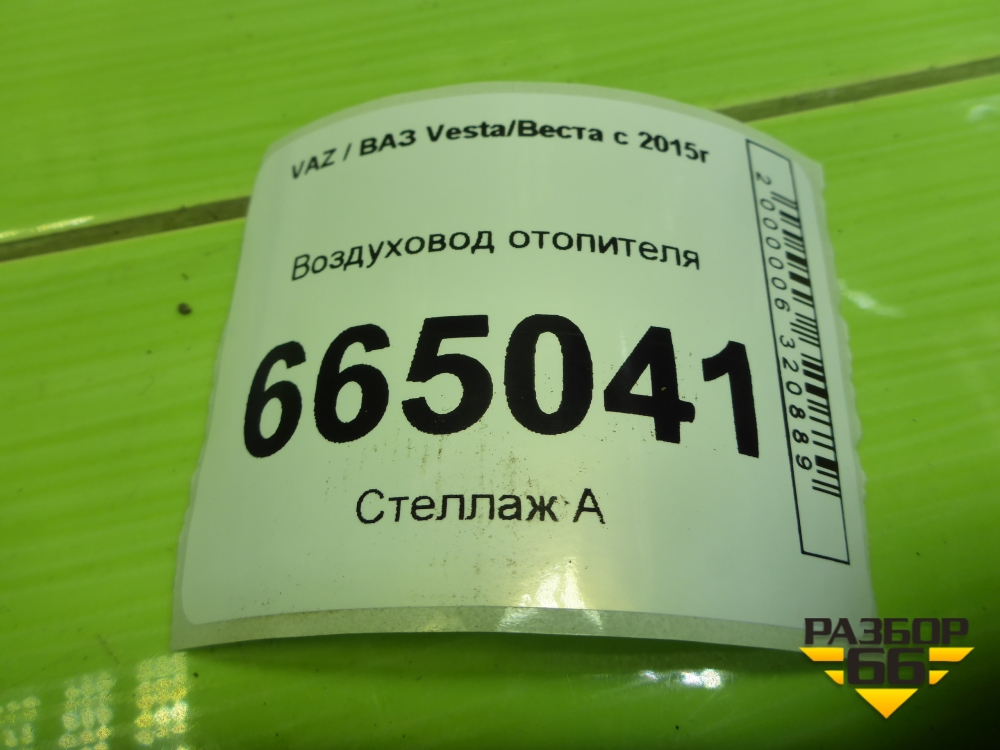 VAZ / ВАЗ Vesta/Веста с 2015г
Воздуховод отопителя
665041
Стеллаж А
2000006320889
РАЗБОР
66